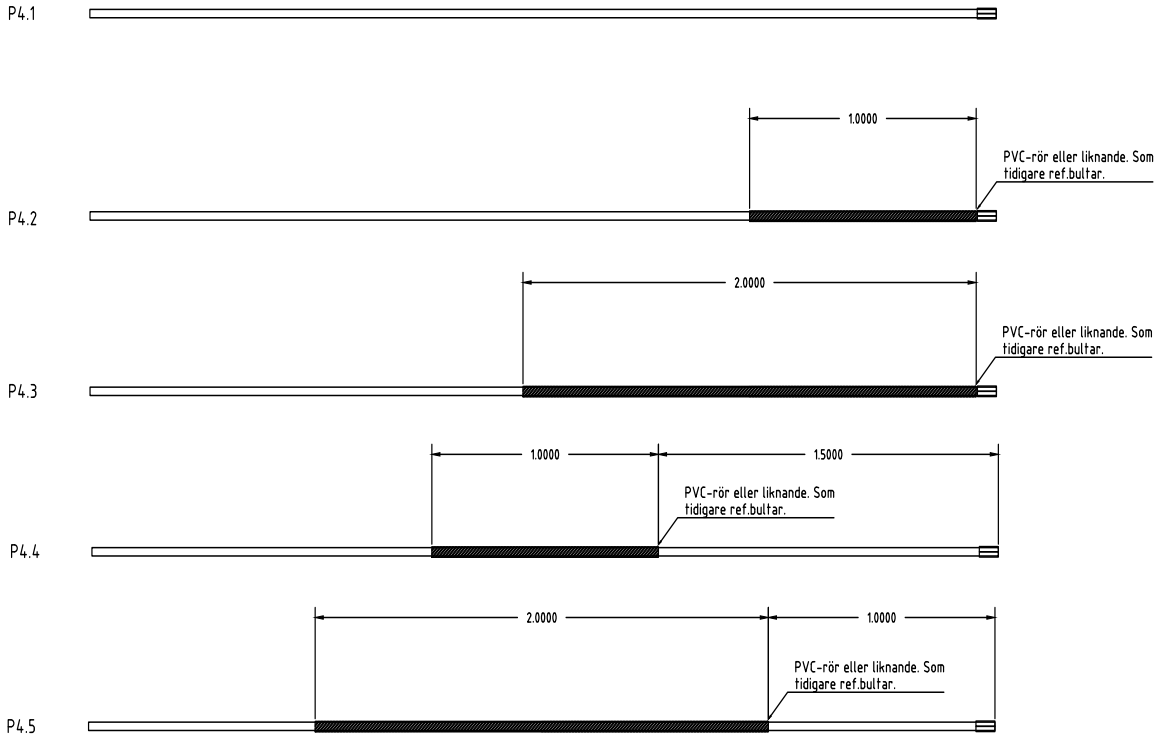 P4.1
1.0000
PVC-rör eller liknande. Som
tidigare ref.bultar.
P4.2
2.0000
PVC-rör eller liknande. Som
tidigare ref.bultar.
P4.3
1.0000
1.5000
PVC-rör eller liknande. Som
tidigare ref.bultar.
P4.4
2.0000
1.0000
PVC-rör eller liknande. Som
tidigare ref.bultar.
P4.5